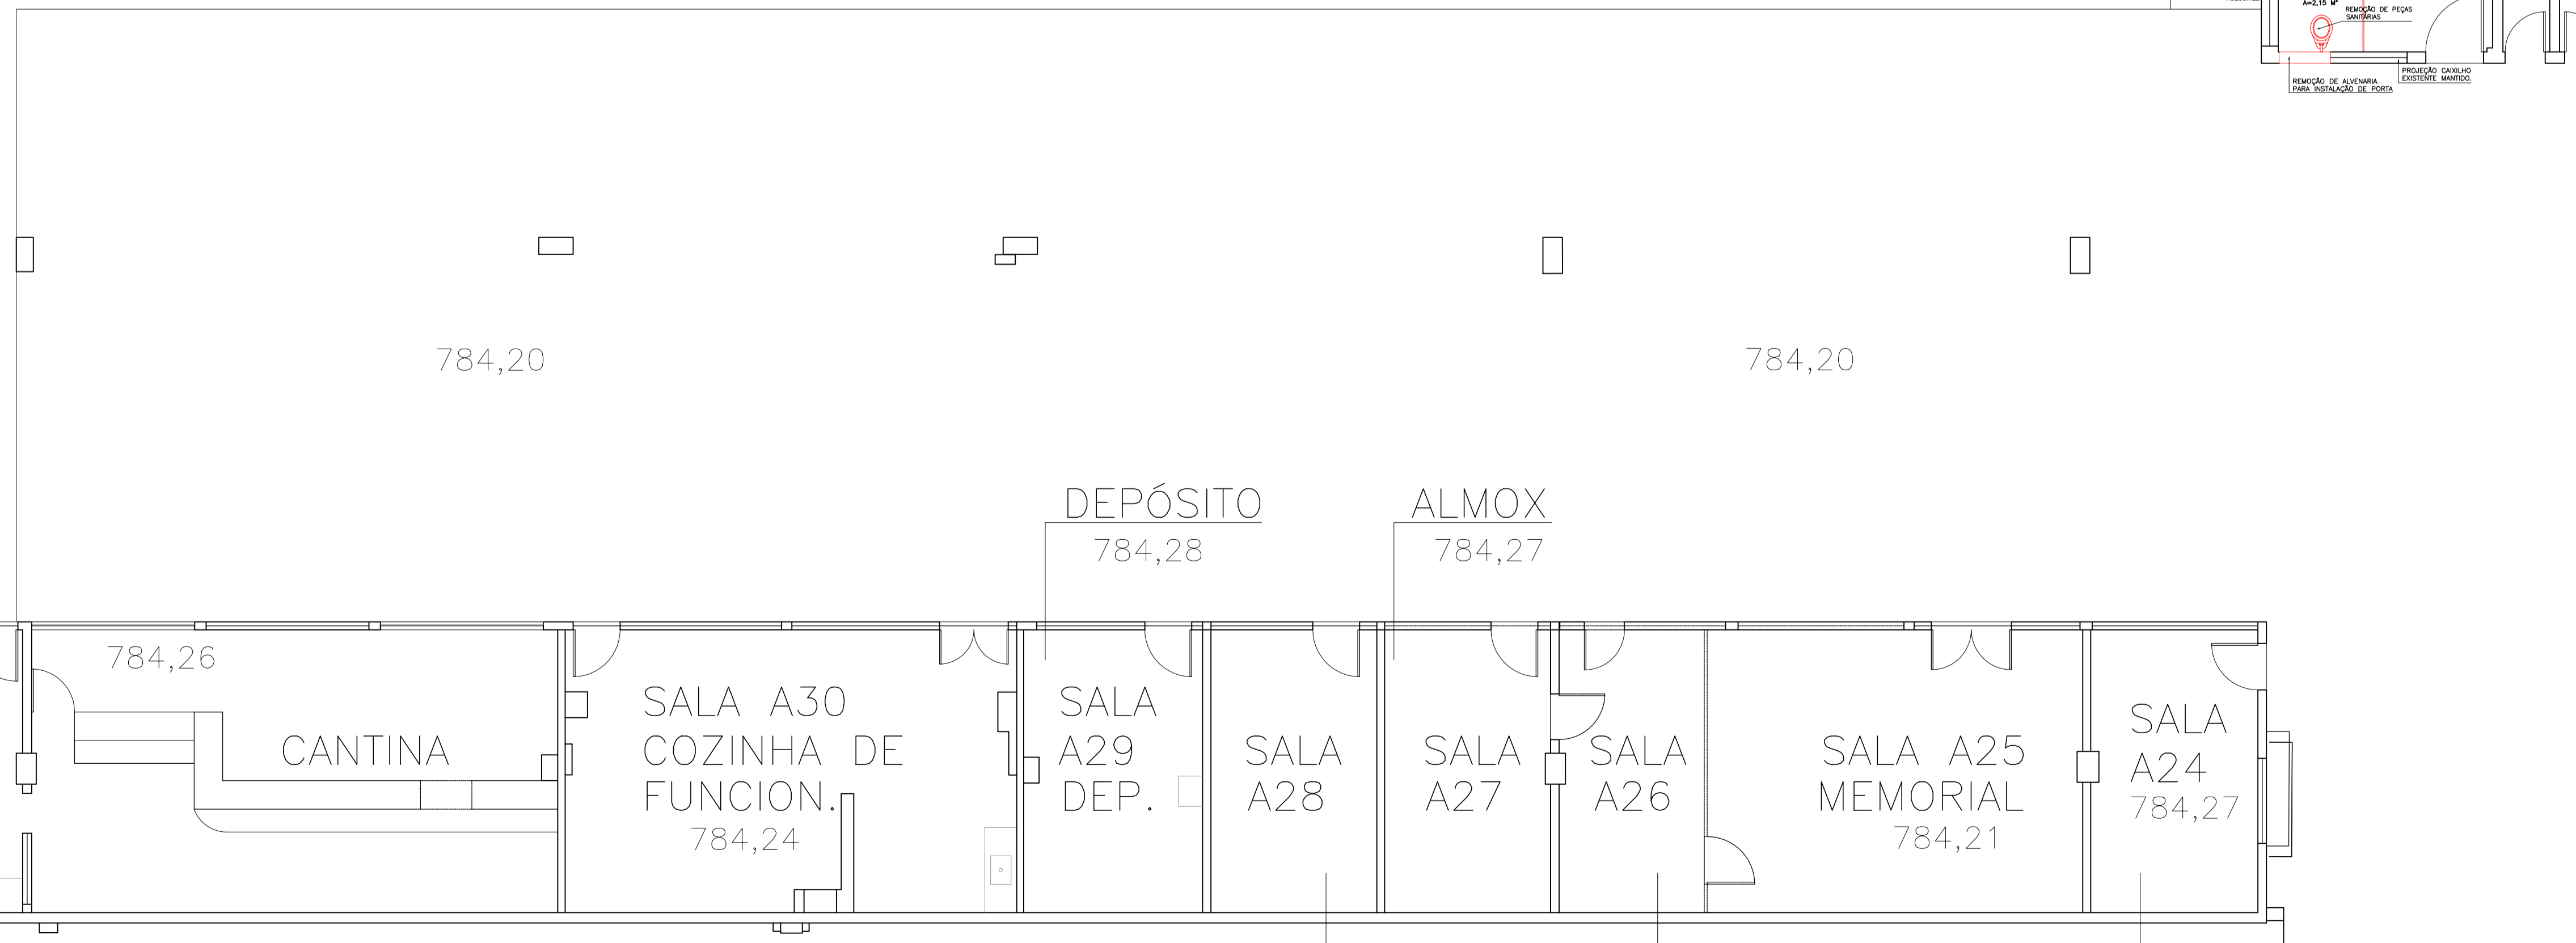 A=2,15 M²
REMOÇÃO DE PEÇAS
SANITÁRIAS
PROJEÇÃO CAIXILHO
EXISTENTE MANTIDO.
REMOÇÃO DE ALVENARIA
PARA INSTALAÇÃO DE PORTA
784,20
784,20
DEPÓSITO
784,28
ALMOX
784,27
784,26
CANTINA
SALA A30
COZINHA DE
FUNCION.
784,24
SALA
A29
DEP.
SALA
A28
SALA
A27
SALA
A26
SALA A25
MEMORIAL
784,21
SALA
A24
784,27